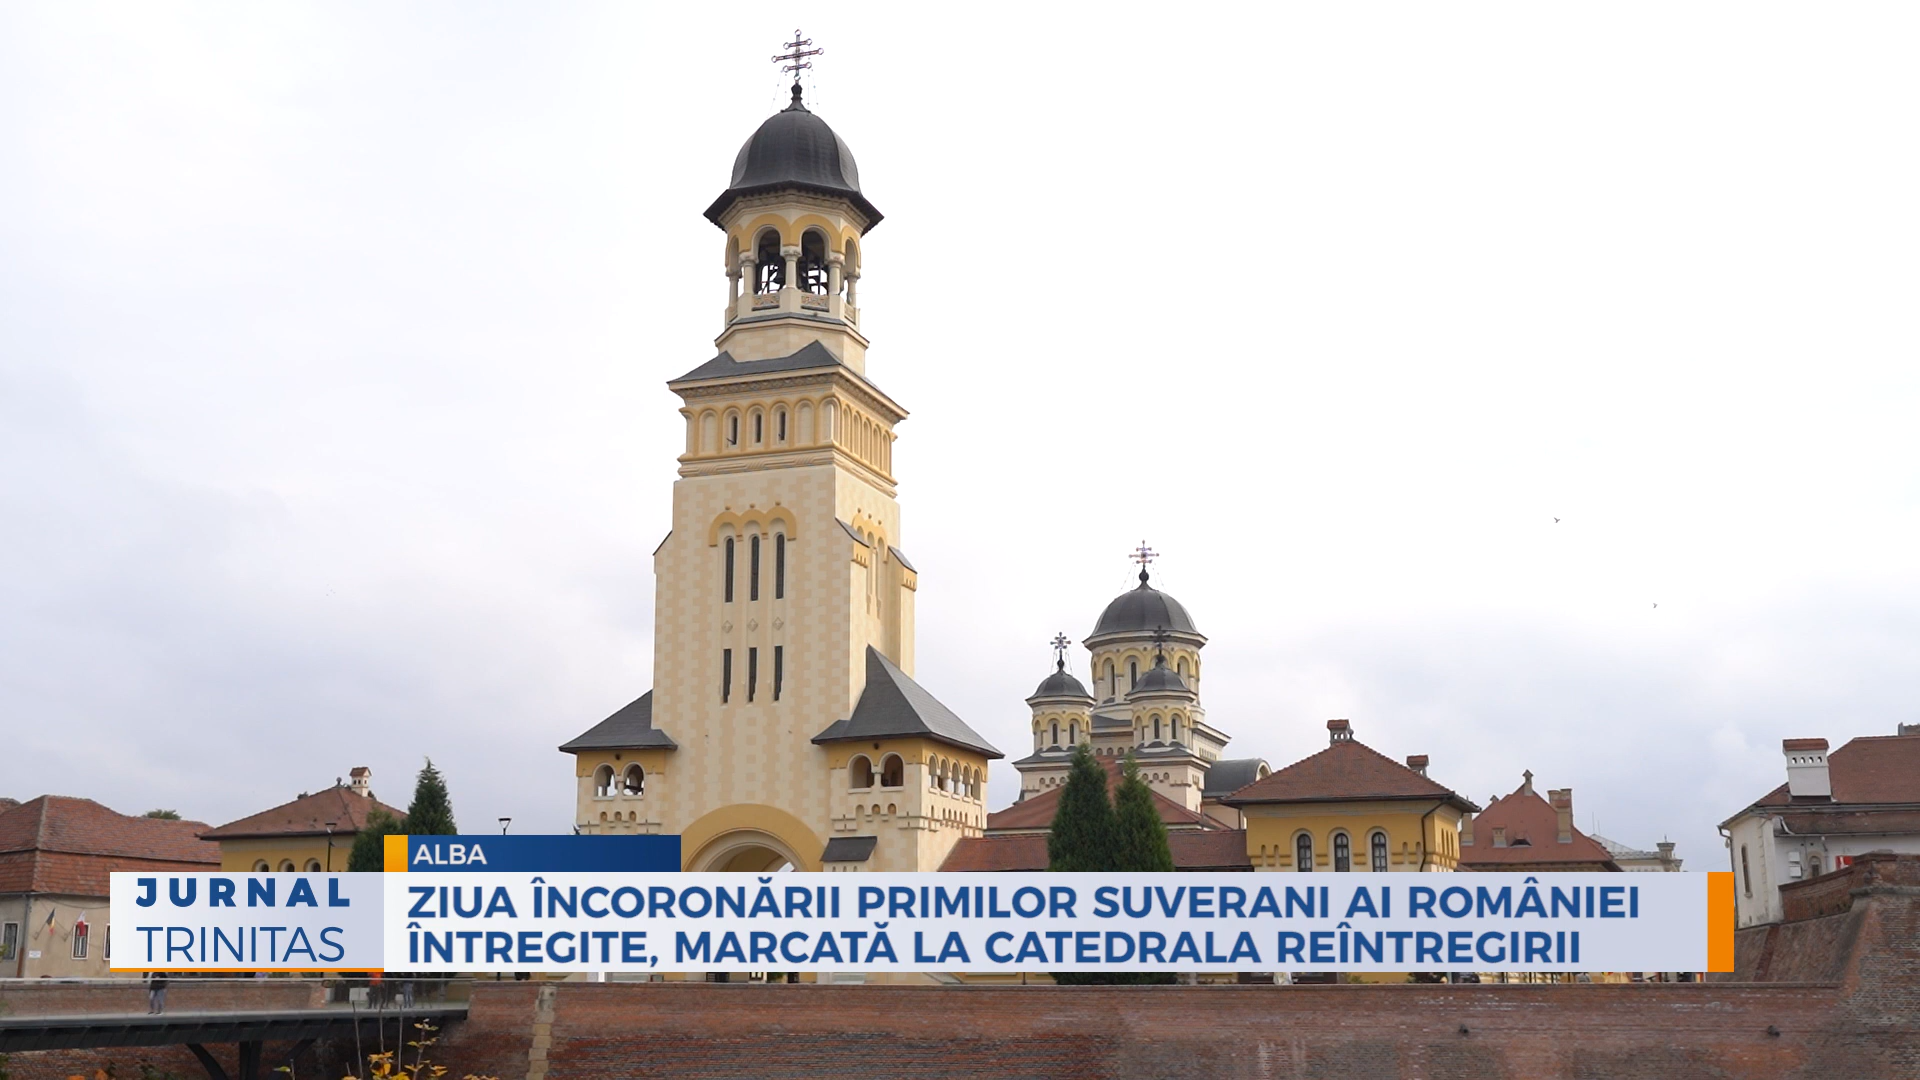 ALBA
JURNAL
TRINITAS
ZIUA ÎNCORONĂRII PRIMILOR SUVERANI AI ROMÂNIEI
ÎNTREGITE, MARCATĂ LA CATEDRALA REÎNTREGIRII